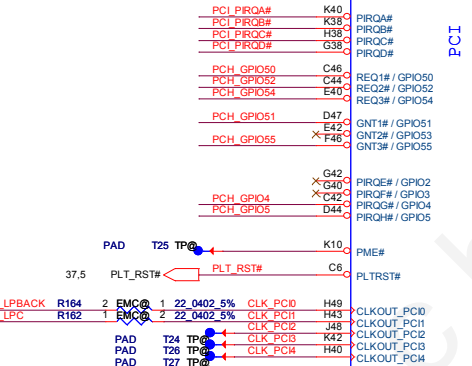 PCI_PIRQA# K40 PIRQA#
PCI_PIRQB# K38 PIRQB#
PCI_PIRQC# H38 PIRQC#
PCI_PIRQD# G38 PIRQD#
PCI
PCH_GPIO50 C46 REQ1# / GPIO50
PCH_GPIO52 C44 REQ2# / GPIO52
PCH_GPIO54 E40 REQ3# / GPIO54
PCH_GPIO51 D47 GNT1# / GPIO51
E42 GNT2# / GPIO53
PCH_GPIO55 F46 GNT3# / GPIO55
G42 PIRQE# / GPIO2
G40 PIRQF# / GPIO3
PCH_GPIO4 C42 PIRQG# / GPIO4
PCH_GPIO5 D44 PIRQH# / GPIO5
PAD T25 TP@ K10 PME#
37,5 PLT_RST# PLT_RST# C6 PLTRST#
_LPBACK R164 2 EMC@ 1 22_0402_5% CLK_PCI0 H49 CLKOUT_PCI0
_LPC R162 1 EMC@ 2 22_0402_5% CLK_PCI1 H43 CLKOUT_PCI1
PAD T24 TP@ CLK_PCI2 J48 CLKOUT_PCI2
PAD T26 TP@ CLK_PCI3 K42 CLKOUT_PCI3
PAD T27 TP@ CLK_PCI4 H40 CLKOUT_PCI4